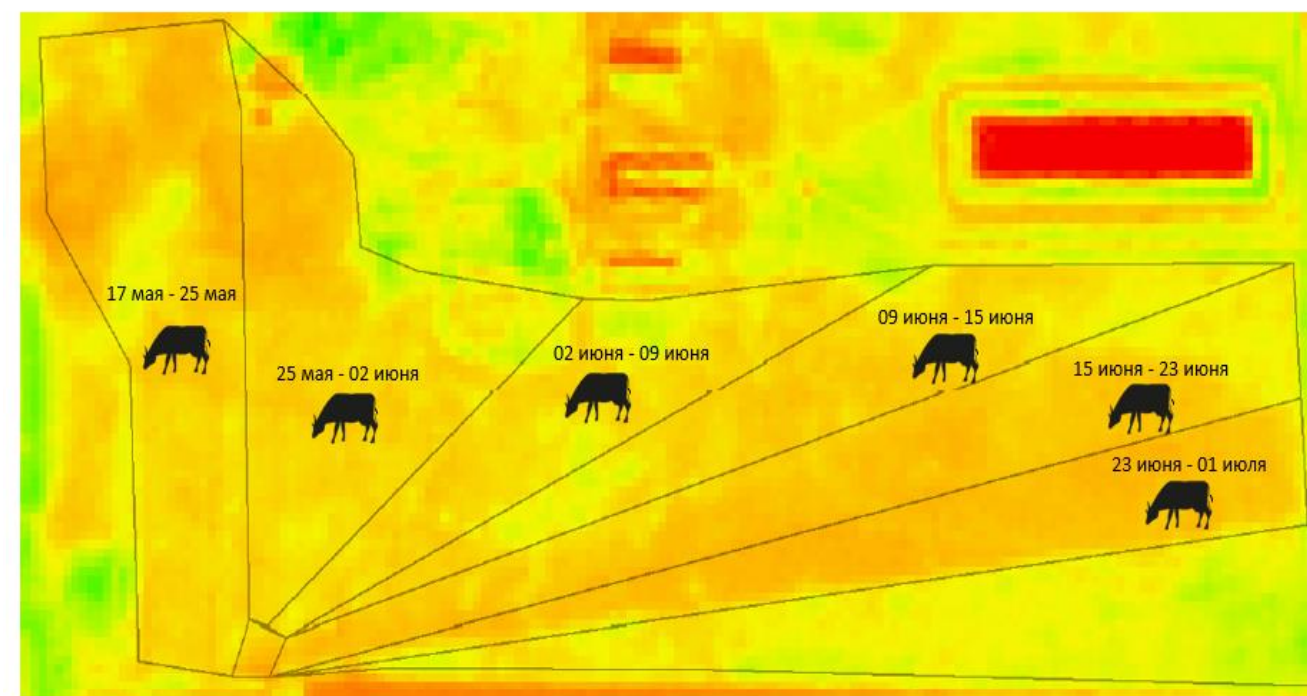 17 мая - 25 мая
25 мая - 02 июня
02 июня - 09 июня
09 июня - 15 июня
15 июня - 23 июня
23 июня - 01 июля